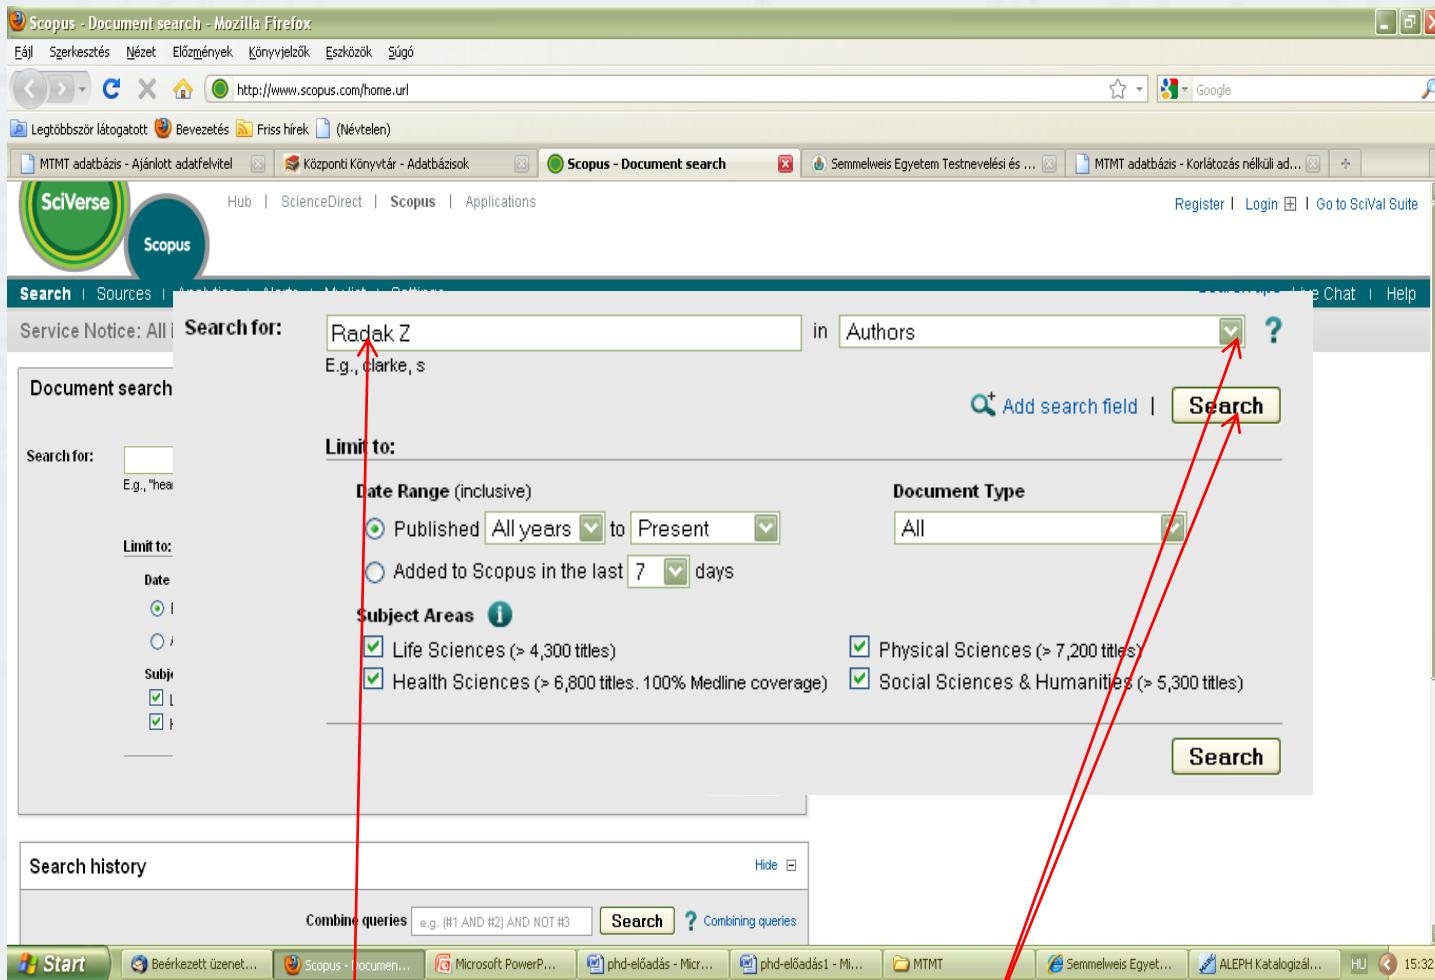 Scopus - Document search - Mozilla Firefox
Fájl Szerkesztés Nézet Előzmények Könyvjelzők Eszközök Súgó
http://www.scopus.com/home.url
Google
Legtöbbször látogatott Bevezetés Friss hírek (Névtelen)
MTMT adatbázis - Ajánlott adatfelvitel Központi Könyvtár - Adatbázisok Scopus - Document search Semmelweis Egyetem Testnevelési és ... MTMT adatbázis - Korlátozás nélküli ad...
SciVerse
Scopus
Hub | ScienceDirect | Scopus | Applications
Register | Login | Go to SciVal Suite
Search | Sources | Analytics | Alerts | My list | Settings
Live Chat | Help
Service Notice: All i
Search for: Radak Z in Authors ?
E.g., clarke, s
Add search field | Search
Limit to:
Date Range (inclusive)
Published All years to Present
Added to Scopus in the last 7 days
Document Type
All
Subject Areas i
Life Sciences (> 4,300 titles)
Physical Sciences (> 7,200 titles)
Health Sciences (> 6,800 titles. 100% Medline coverage)
Social Sciences & Humanities (> 5,300 titles)
Search
Document search
Search for:
E.g., "hea
Limit to:
Date
Subje
Search history
Hide
Combine queries e.g. (#1 AND #2) AND NOT #3 Search ? Combining queries
Start Beérkezett üzenet... Scopus - Documen... Microsoft PowerP... phd-előadás - Micr... phd-előadás1 - Mi... MTMT Semmelweis Egyet... ALEPH Katalogizál... HU 15:32